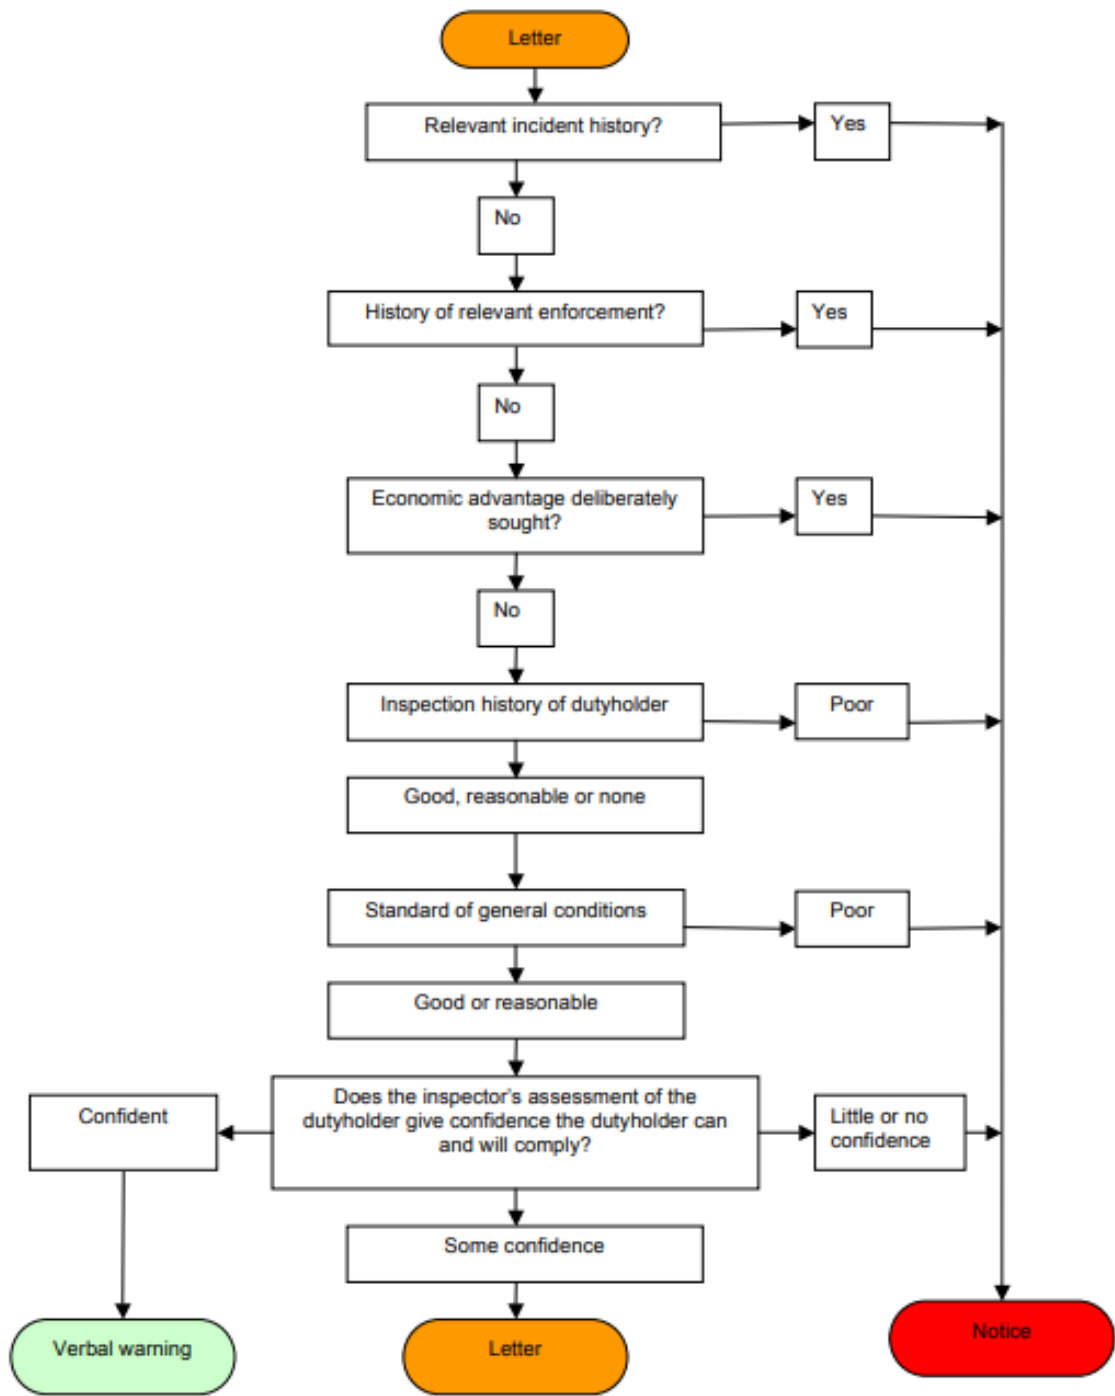 Letter
Relevant incident history?
Yes
No
History of relevant enforcement?
Yes
No
Economic advantage deliberately
sought?
Yes
No
Inspection history of dutyholder
Poor
Good, reasonable or none
Standard of general conditions
Poor
Good or reasonable
Confident
Does the inspector's assessment of the
dutyholder give confidence the dutyholder can
and will comply?
Little or no
confidence
Some confidence
Verbal warning
Letter
Notice